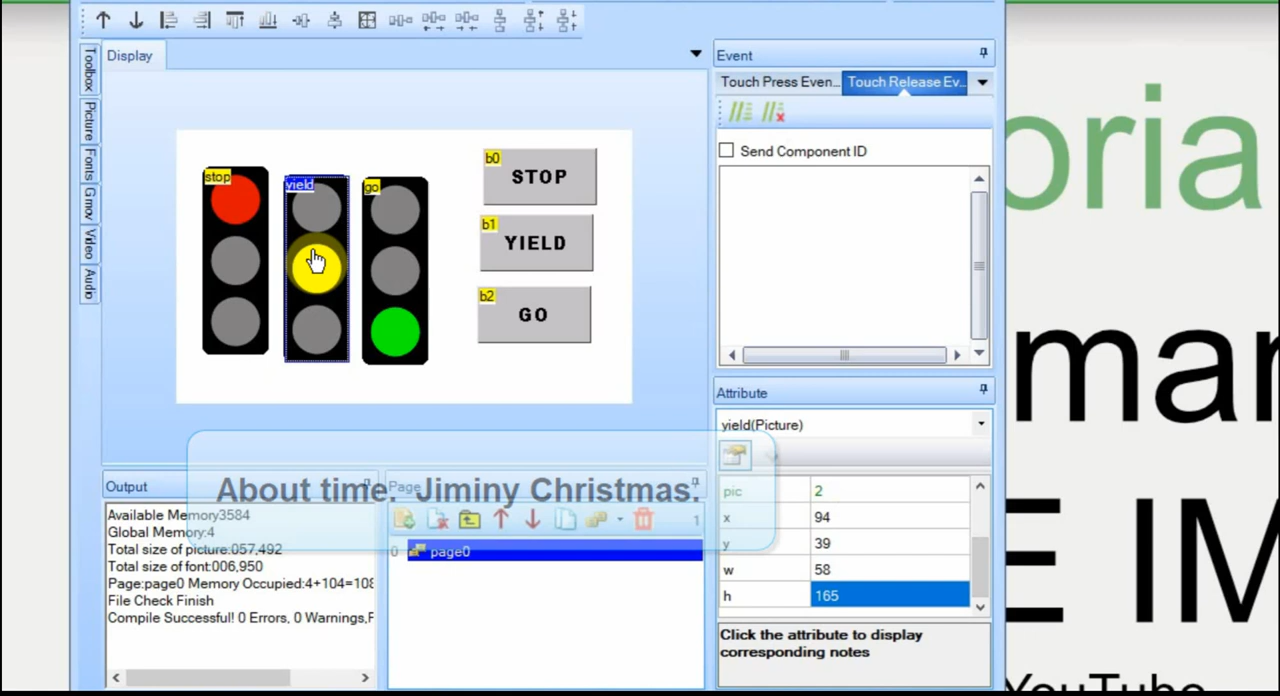 Display
Toolbox
Picture
Fonts
Gmov
Video
Audio
stop
yield
go
b0
STOP
b1
YIELD
b2
GO
Event
Touch Press Even...
Touch Release Ev...
Send Component ID
Attribute
yield(Picture)
pic 2
x 94
y 39
w 58
h 165
Click the attribute to display
corresponding notes
About time. Jiminy Christmas.
Output
Available Memory3584
Global Memory:4
Total size of picture:057,492
Total size of font:006,950
Page:page0 Memory Occupied:4+104=108
File Check Finish
Compile Successful! 0 Errors, 0 Warnings,F
Page
1
0 page0
oria
mar
E IM
YouTube